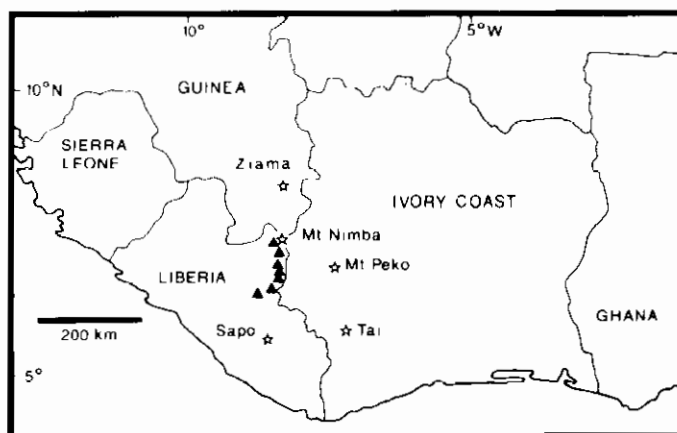 10° 5°W
10°N
GUINEA
SIERRA
LEONE
Ziama
IVORY COAST
Mt Nimba
Mt Peko
LIBERIA
GHANA
200 km
Sapo
Tai
5°